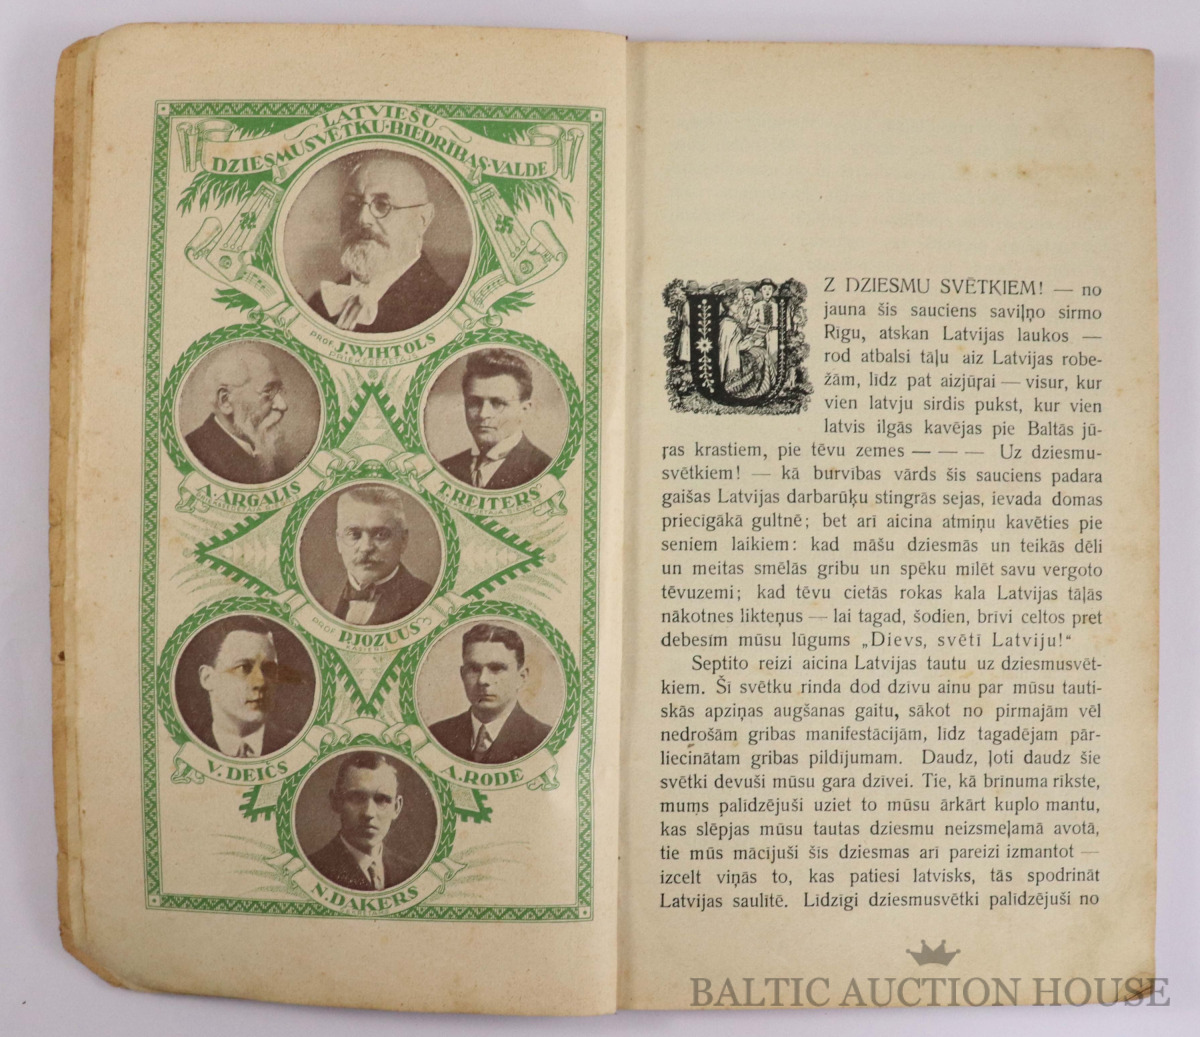 LATVIEŠU
DZIESMUSVĒTKU·BIEDRĪBAS·VALDE
PROF. J.WIHTOLS
PRIEKŠSEDĒTĀJS
A.ARGALIS
T.REITERS
PROF. P.JOZUUS
KASIERIS
V. DEIČS
A.RODE
N.DAKERS
UZ DZIESMU SVĒTĶIEM! — no
jauna šis sauciens saviļņo sirmo
Rīgu, atskan Latvijas laukos —
rod atbalsi tāļu aiz Latvijas robe-
žām, līdz pat aizjūŗai — visur, kur
vien latvju sirdis pukst, kur vien
latvis ilgās kavējas pie Baltās jū-
ŗas krastiem, pie tēvu zemes — — — Uz dziesmu-
svētkiem! — kā burvības vārds šis sauciens padara
gaišas Latvijas darbarūķu stingrās sejas, ievada domas
priecīgākā gultnē; bet arī aicina atmiņu kavēties pie
seniem laikiem: kad māšu dziesmās un teikās dēli
un meitas smēlās gribu un spēku mīlēt savu vergoto
tēvuzemi; kad tēvu cietās rokas kala Latvijas tāļās
nākotnes likteņus — lai tagad, šodien, brīvi celtos pret
debesīm mūsu lūgums „Dievs, svētī Latviju!“
Septīto reizi aicina Latvijas tautu uz dziesmusvēt-
kiem. Šī svētku rinda dod dzīvu ainu par mūsu tauti-
skās apziņas augšanas gaitu, sākot no pirmajām vēl
nedrošām gribas manifestācijām, līdz tagadējam pār-
liecinātam gribas pildījumam. Daudz, ļoti daudz šie
svētki devuši mūsu gara dzīvei. Tie, kā brīnuma rīkste,
mums palīdzējuši uziet to mūsu ārkārt kuplo mantu,
kas slēpjas mūsu tautas dziesmu neizsmeļamā avotā,
tie mūs mācījuši šīs dziesmas arī pareizi izmantot —
izcelt viņās to, kas patiesi latvisks, tās spodrināt
Latvijas saulītē. Līdzīgi dziesmusvētki palīdzējuši no
BALTIC AUCTION HOUSE